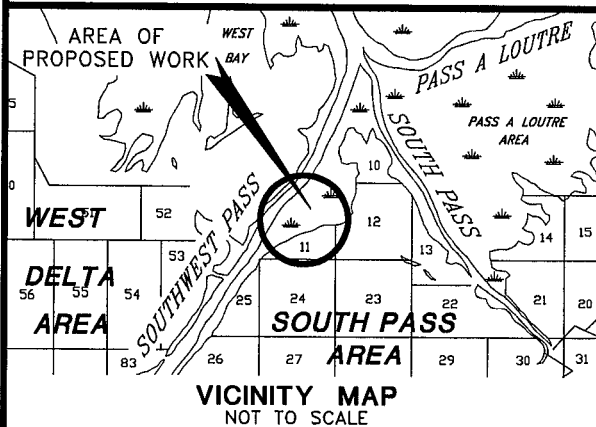 AREA OF
PROPOSED WORK
WEST
BAY
PASS A LOUTRE
PASS A LOUTRE
AREA
SOUTH PASS
SOUTHWEST PASS
10
12
11
13
14
15
WEST
DELTA
AREA
51
52
53
56
55
54
83
25
24
23
22
21
20
SOUTH PASS
AREA
26
27
29
30
31
VICINITY MAP
NOT TO SCALE